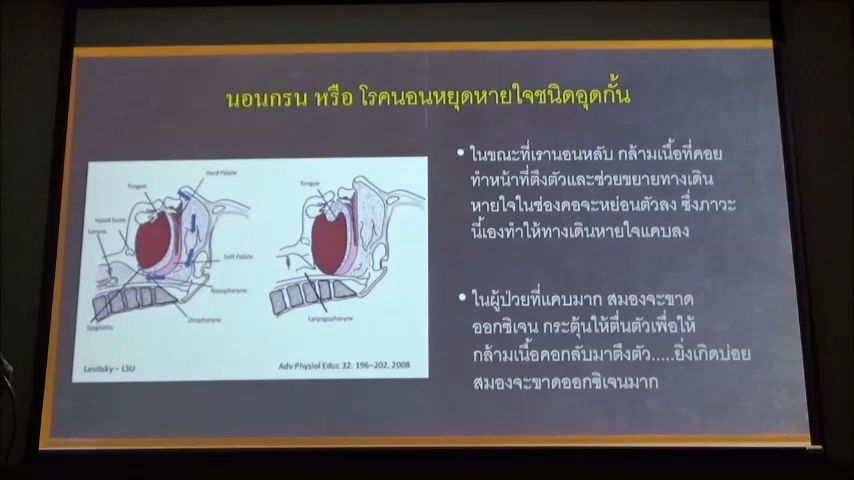 นอนกรน หรือ โรคนอนหยุดหายใจชนิดอุดกั้น
• ในขณะที่เรานอนหลับ กล้ามเนื้อที่คอย
ทำหน้าที่ตึงตัวและช่วยขยายทางเดิน
หายใจในช่องคอจะหย่อนตัวลง ซึ่งภาวะ
นี้เองทำให้ทางเดินหายใจแคบลง
• ในผู้ป่วยที่แคบมาก สมองจะขาด
ออกซิเจน กระตุ้นให้ตื่นตัวเพื่อให้
กล้ามเนื้อคอกลับมาตึงตัว.....ยิ่งเกิดบ่อย
สมองจะขาดออกซิเจนมาก
Hard Palate
Tongue
Hyoid bone
Larynx
Soft Palate
Nasopharynx
Oropharynx
Epiglottis
Tongue
Laryngopharynx
Levitsky – LSU
Adv Physiol Educ 32: 196–202, 2008